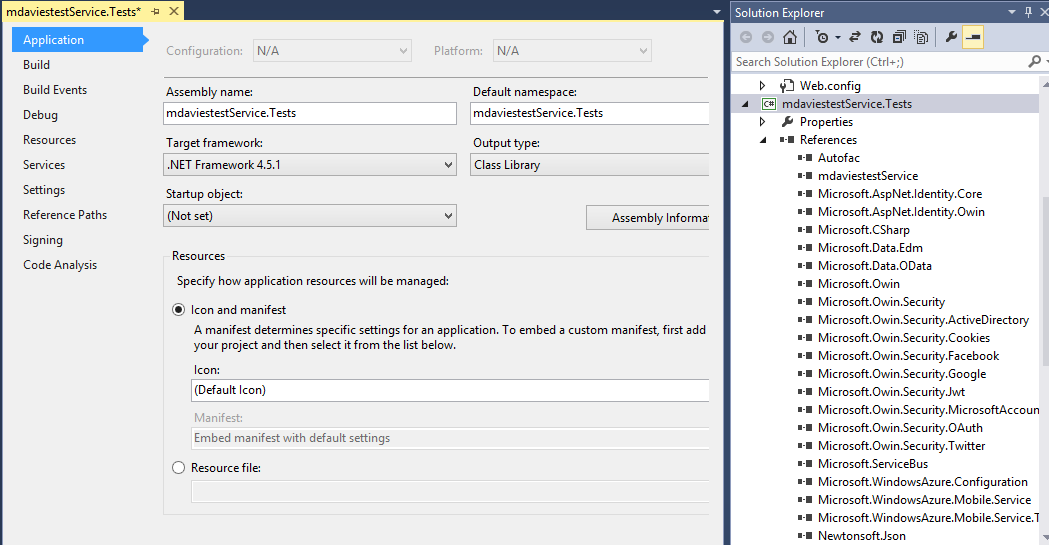 mdaviestestService.Tests*
Application
Build
Build Events
Debug
Resources
Services
Settings
Reference Paths
Signing
Code Analysis
Configuration: N/A Platform: N/A
Assembly name: Default namespace:
mdaviestestService.Tests mdaviestestService.Tests
Target framework: Output type:
.NET Framework 4.5.1 Class Library
Startup object:
(Not set) Assembly Informat
Resources
Specify how application resources will be managed:
Icon and manifest
A manifest determines specific settings for an application. To embed a custom manifest, first add
your project and then select it from the list below.
Icon:
(Default Icon)
Manifest:
Embed manifest with default settings
Resource file:
Solution Explorer
Search Solution Explorer (Ctrl+;)
Web.config
C# mdaviestestService.Tests
Properties
References
Autofac
mdaviestestService
Microsoft.AspNet.Identity.Core
Microsoft.AspNet.Identity.Owin
Microsoft.CSharp
Microsoft.Data.Edm
Microsoft.Data.OData
Microsoft.Owin
Microsoft.Owin.Security
Microsoft.Owin.Security.ActiveDirectory
Microsoft.Owin.Security.Cookies
Microsoft.Owin.Security.Facebook
Microsoft.Owin.Security.Google
Microsoft.Owin.Security.Jwt
Microsoft.Owin.Security.MicrosoftAccoun
Microsoft.Owin.Security.OAuth
Microsoft.Owin.Security.Twitter
Microsoft.ServiceBus
Microsoft.WindowsAzure.Configuration
Microsoft.WindowsAzure.Mobile.Service
Microsoft.WindowsAzure.Mobile.Service.T
Newtonsoft.Json